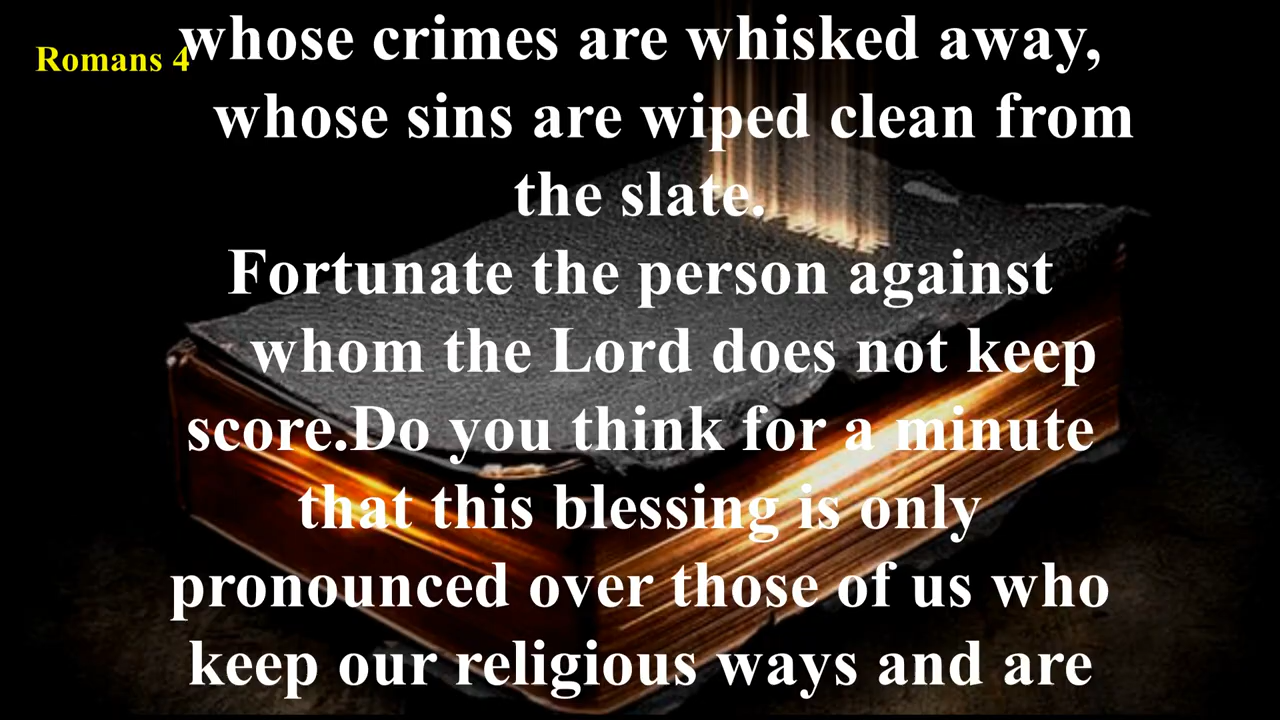 Romans 4
whose crimes are whisked away,
whose sins are wiped clean from
the slate.
Fortunate the person against
whom the Lord does not keep
score.Do you think for a minute
that this blessing is only
pronounced over those of us who
keep our religious ways and are